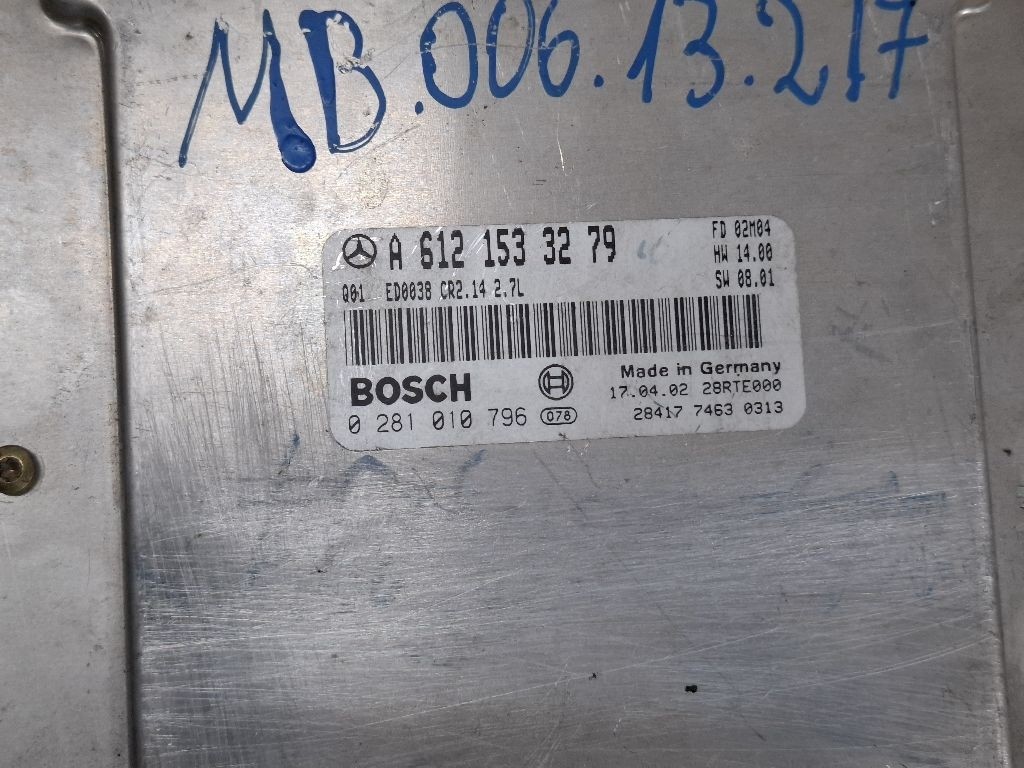 MB.006.13.217
A 612 153 32 79
FD 02M04
HW 14.00
Q01 ED0038 CR2.14 2.7L
SW 08.01
BOSCH
Made in Germany
17.04.02 28RTE000
0 281 010 796 078
28417 7463 0313